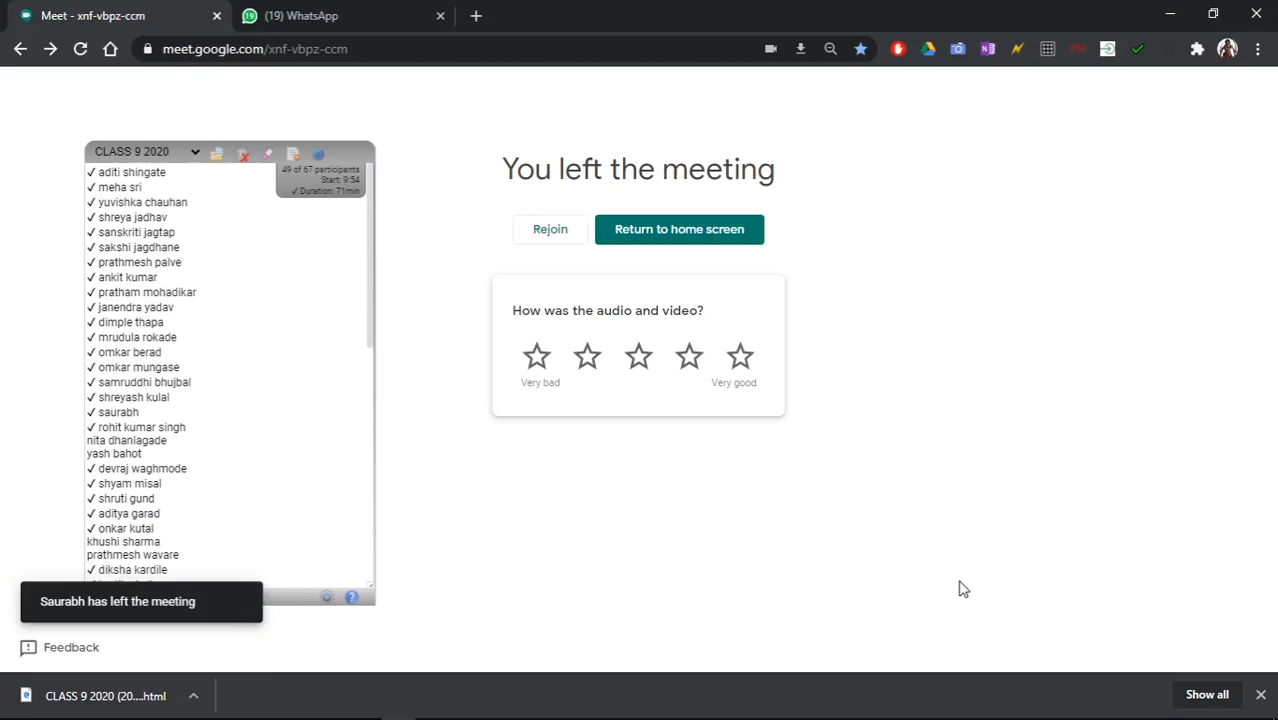 Meet - xnf-vbpz-ccm
(19) WhatsApp
meet.google.com/xnf-vbpz-ccm
CLASS 9 2020
49 of 67 participants
Start: 9:54
✓ Duration: 71min
✓ aditi shingate
✓ meha sri
✓ yuvishka chauhan
✓ shreya jadhav
✓ sanskriti jagtap
✓ sakshi jagdhane
✓ prathmesh palve
✓ ankit kumar
✓ pratham mohadikar
✓ janendra yadav
✓ dimple thapa
✓ mrudula rokade
✓ omkar berad
✓ omkar mungase
✓ samruddhi bhujbal
✓ shreyash kulal
✓ saurabh
✓ rohit kumar singh
nita dhanlagade
yash bahot
✓ devraj waghmode
✓ shyam misal
✓ shruti gund
✓ aditya garad
✓ onkar kutal
khushi sharma
prathmesh wavare
✓ diksha kardile
You left the meeting
Rejoin
Return to home screen
How was the audio and video?
Very bad
Very good
Saurabh has left the meeting
Feedback
CLASS 9 2020 (20....html
Show all